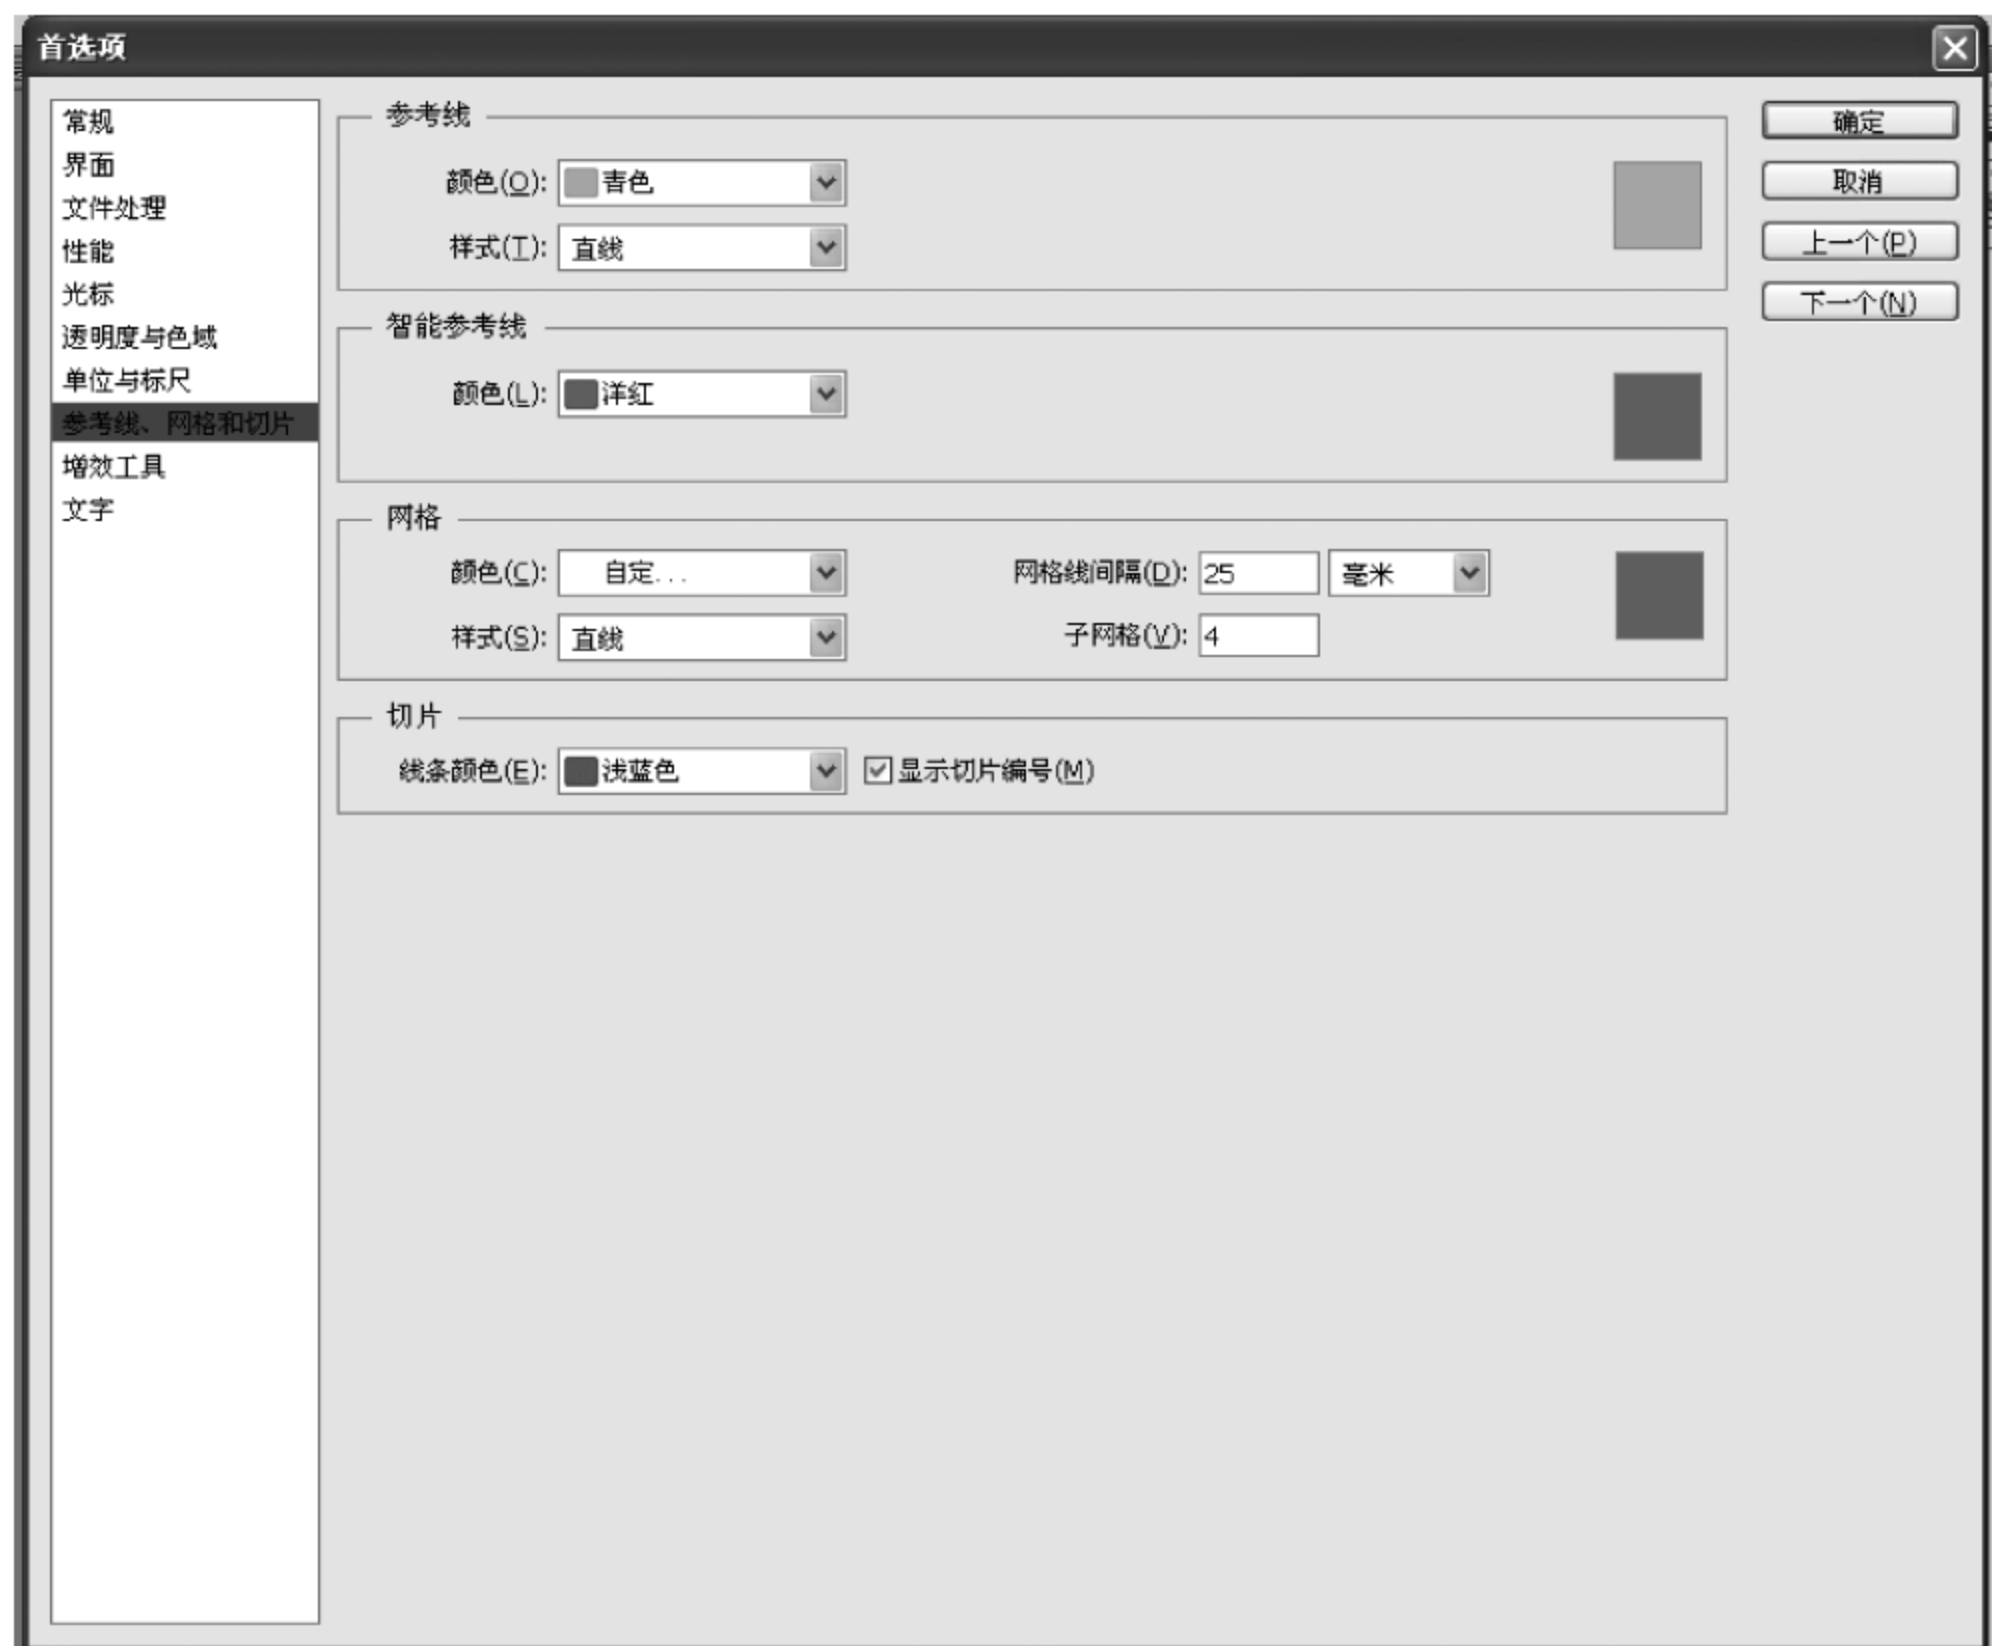 首选项
常规
界面
文件处理
性能
光标
透明度与色域
单位与标尺
参考线、网格和切片
增效工具
文字
参考线
颜色(O): 青色
样式(T): 直线
智能参考线
颜色(L): 洋红
网格
颜色(C): 自定... 网格线间隔(D): 25 毫米
样式(S): 直线 子网格(V): 4
切片
线条颜色(E): 浅蓝色 显示切片编号(M)
确定
取消
上一个(P)
下一个(N)